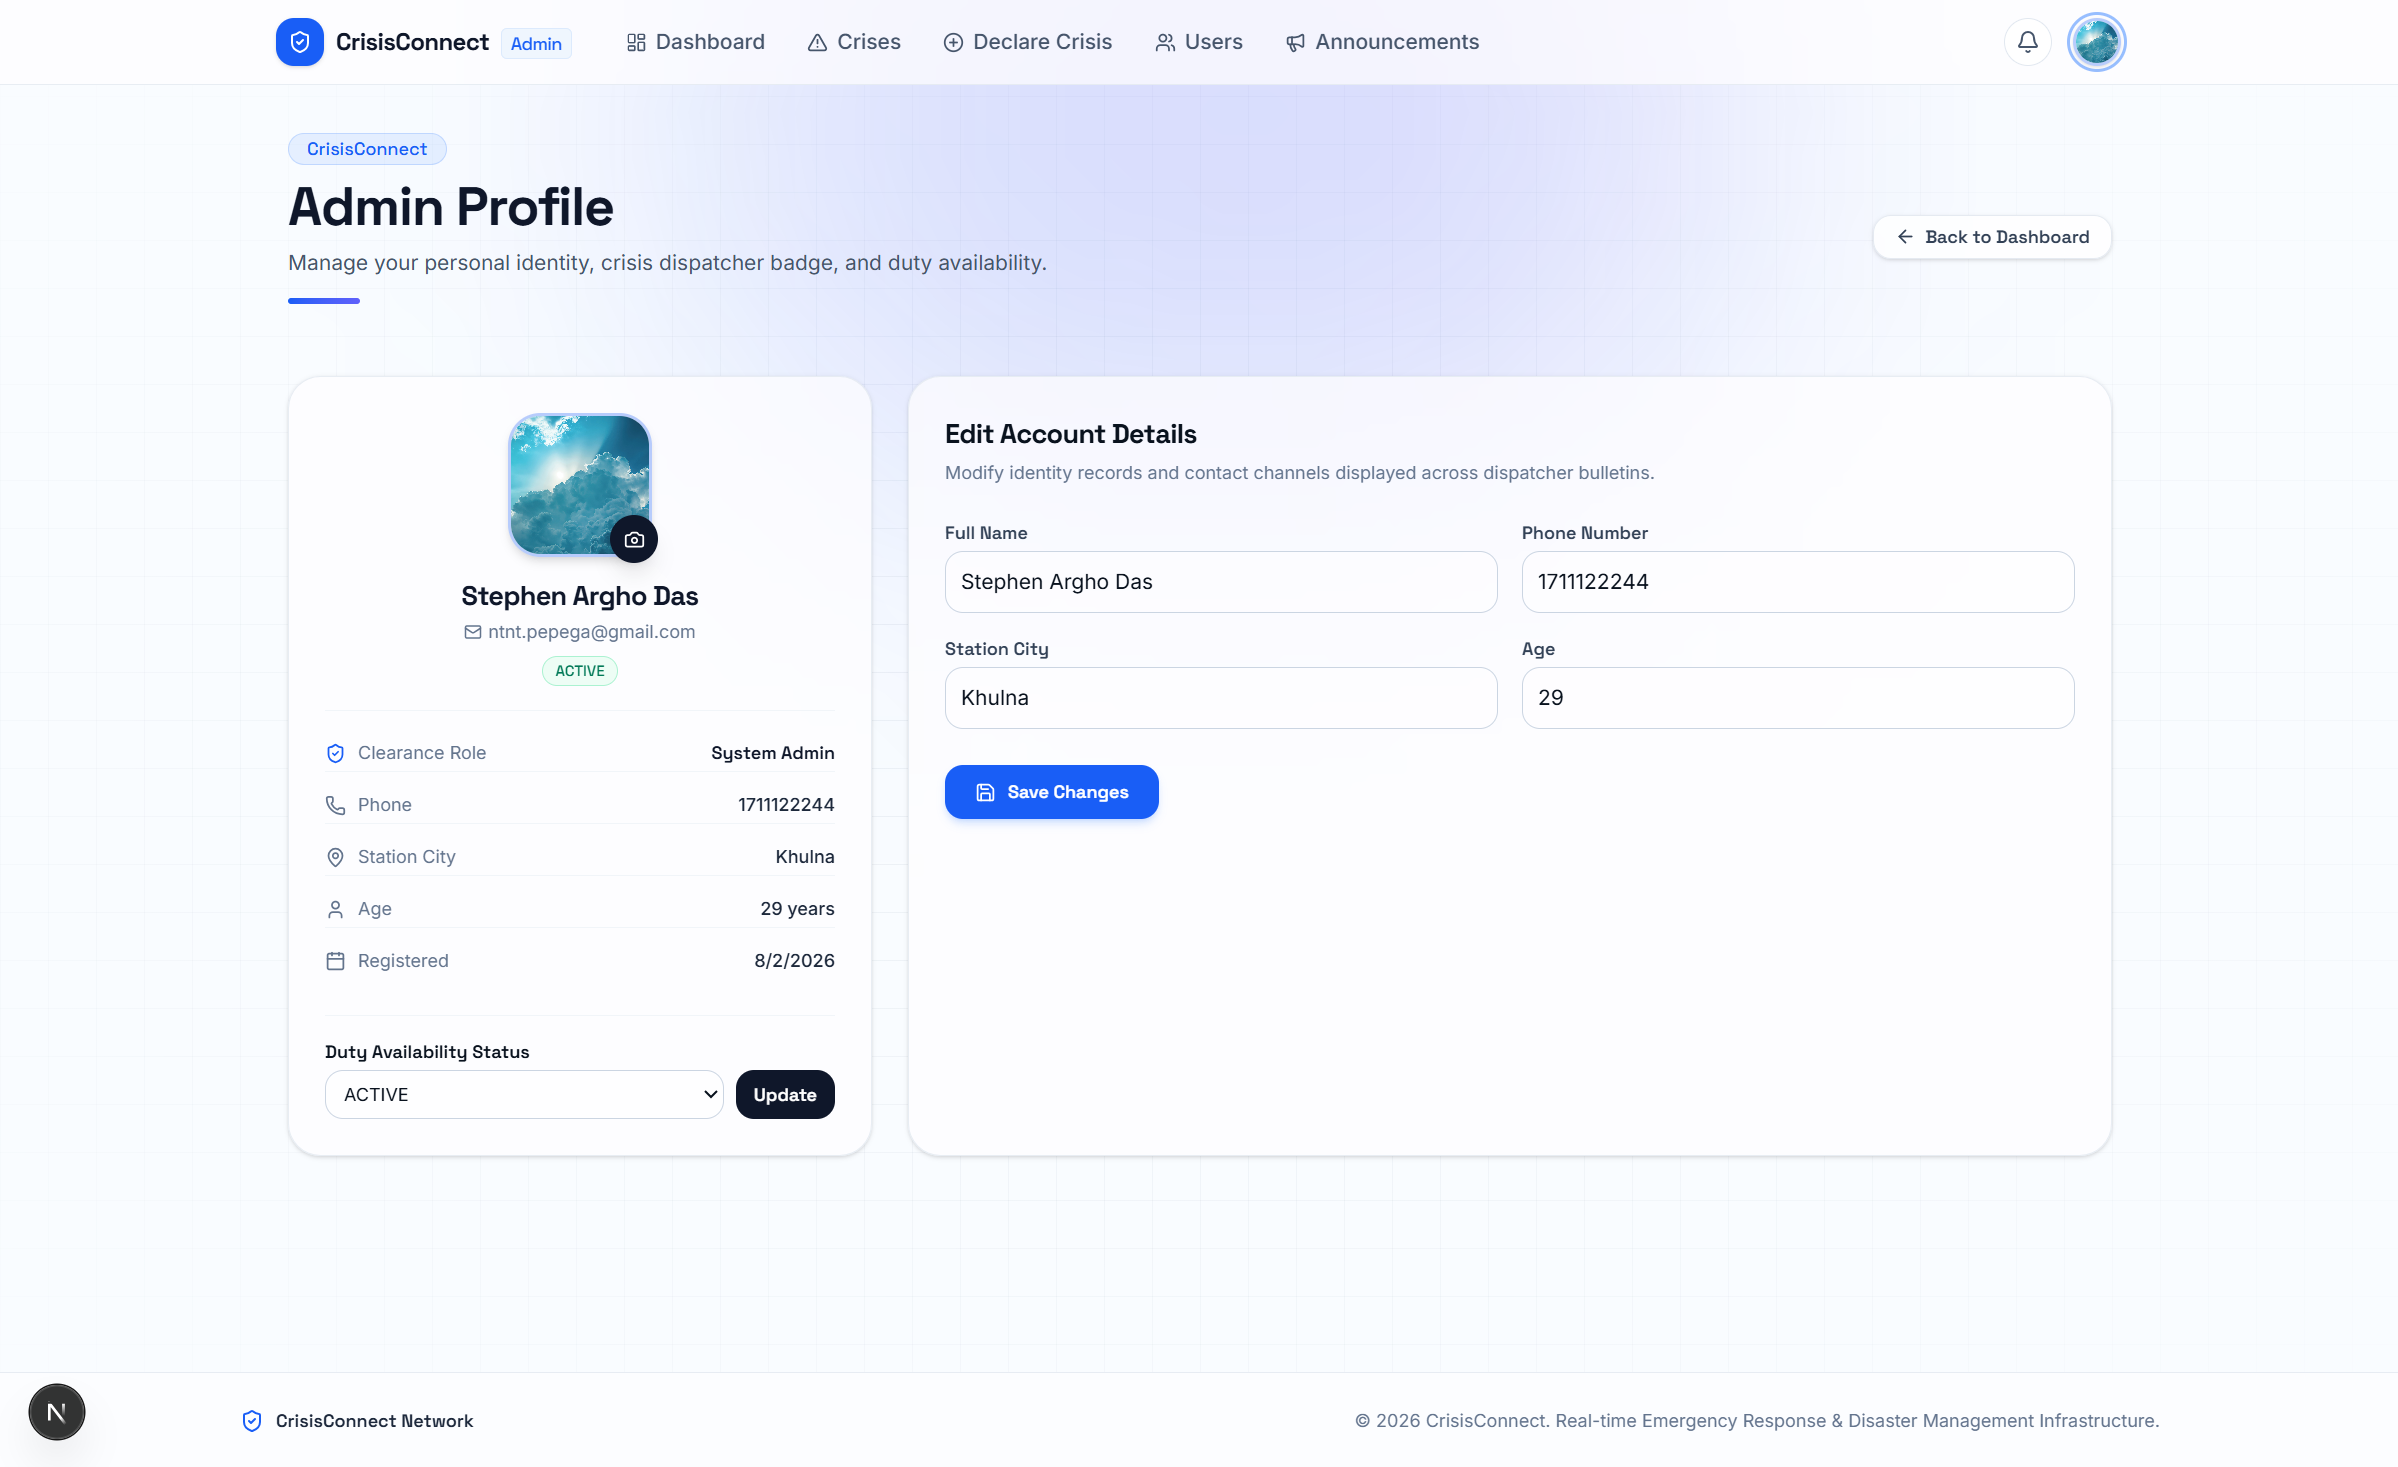 CrisisConnect Admin Dashboard Crises Declare Crisis Users Announcements
CrisisConnect
Admin Profile
Manage your personal identity, crisis dispatcher badge, and duty availability.
Back to Dashboard
Stephen Argho Das
ntnt.pepega@gmail.com
ACTIVE
Clearance Role System Admin
Phone 1711122244
Station City Khulna
Age 29 years
Registered 8/2/2026
Duty Availability Status
ACTIVE Update
Edit Account Details
Modify identity records and contact channels displayed across dispatcher bulletins.
Full Name Phone Number
Stephen Argho Das 1711122244
Station City Age
Khulna 29
Save Changes
N CrisisConnect Network © 2026 CrisisConnect. Real-time Emergency Response & Disaster Management Infrastructure.